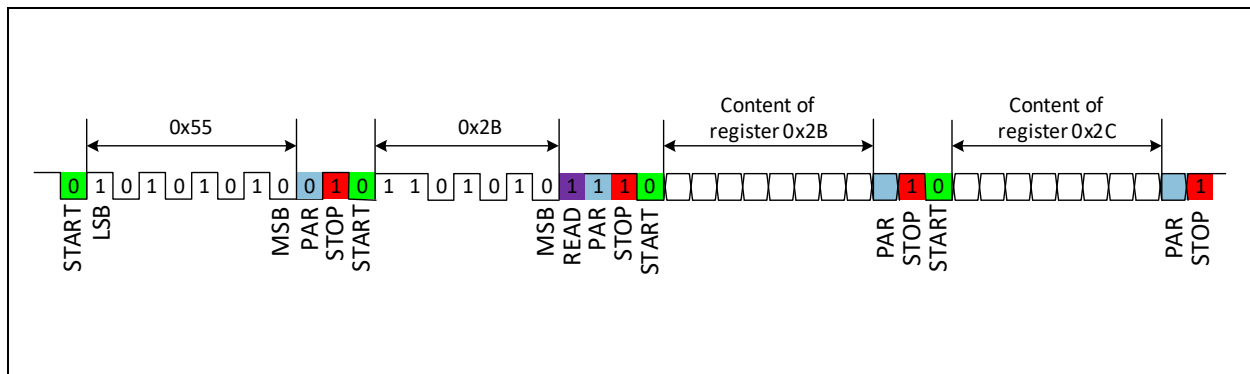 0x55
0x2B
Content of
register 0x2B
Content of
register 0x2C
0 1 0 1 0 1 0 1 0 0 1 0 1 1 0 1 0 1 0 1 1 1 0 1 0 1
START
LSB
MSB
PAR
STOP
START
MSB
READ
PAR
STOP
START
PAR
STOP
START
PAR
STOP